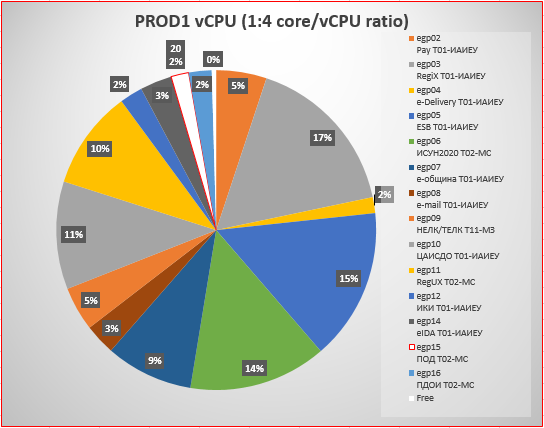 PROD1 vCPU (1:4 core/vCPU ratio)
20
2%
0%
2%
2%
5%
3%
17%
10%
2%
11%
15%
5%
3%
9%
14%
egp02
Pay T01-ИАИЕУ
egp03
RegiX T01-ИАИЕУ
egp04
e-Delivery T01-ИАИЕУ
egp05
ESB T01-ИАИЕУ
egp06
ИСУН2020 T02-МС
egp07
е-община T01-ИАИЕУ
egp08
e-mail T01-ИАИЕУ
egp09
НЕЛК/ТЕЛК T11-МЗ
egp10
ЦАИСДО T01-ИАИЕУ
egp11
RegUX T02-МС
egp12
ИКИ T01-ИАИЕУ
egp14
eIDA T01-ИАИЕУ
egp15
ПОД T02-МС
egp16
ПДОИ T02-МС
Free